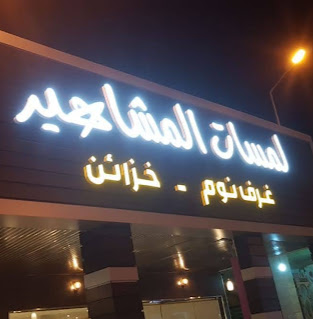 لمسات المشاهير
غرف نوم - خزائن